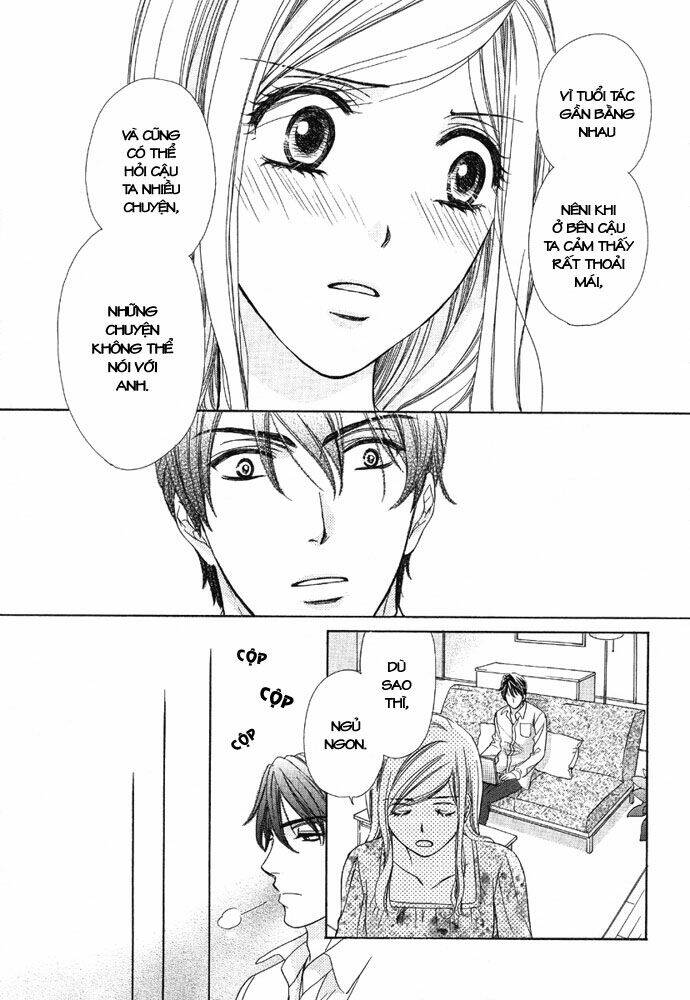 VÌ TUỔI TÁC
GẦN BẰNG
NHAU
NÊNI KHI
Ở BÊN CẬU
TA CẢM THẤY
RẤT THOẢI
MÁI,
VÀ CŨNG
CÓ THỂ
HỎI CẬU
TA NHIỀU
CHUYỆN,
NHỮNG
CHUYỆN
KHÔNG THỂ
NÓI VỚI
ANH.
DÙ
SAO
THÌ,
NGỦ
NGON.
CỘP
CỘP
CỘP